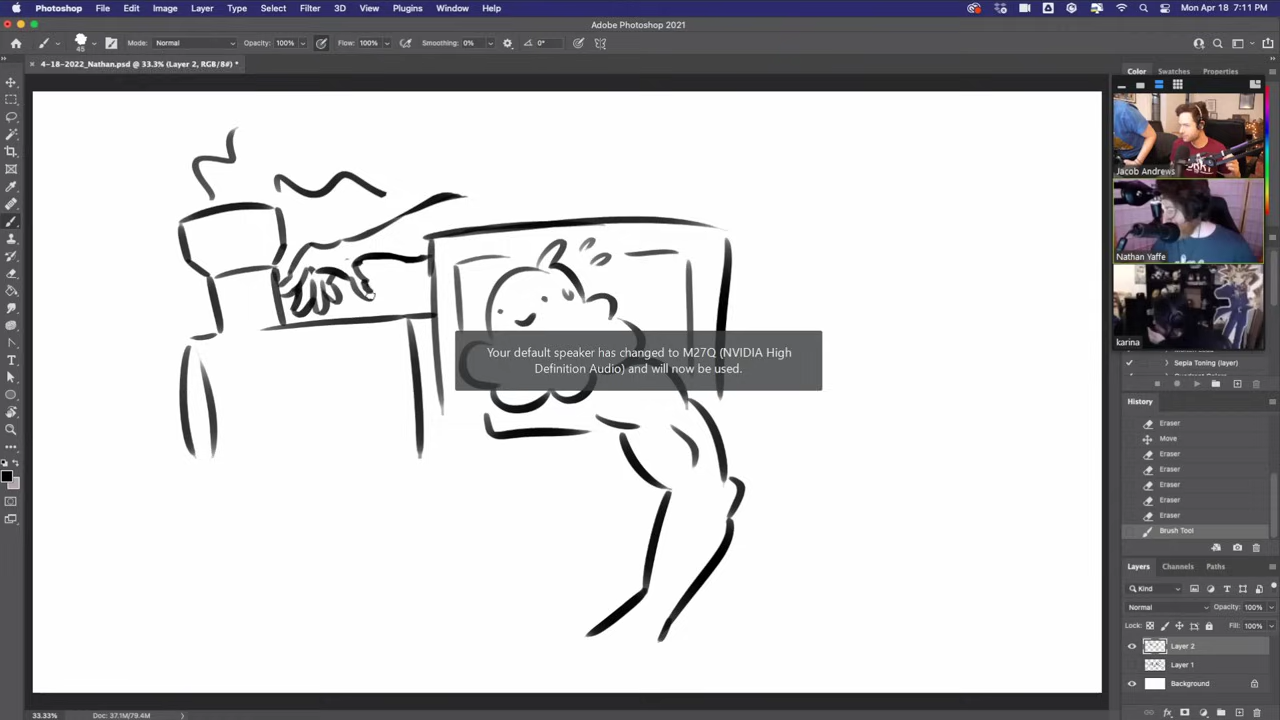 Photoshop File Edit Image Layer Type Select Filter 3D View Plugins Window Help Mon Apr 18 7:11 PM
Adobe Photoshop 2021
45 Mode: Normal Opacity: 100% Flow: 100% Smoothing: 0% 0°
4-18-2022_Nathan.psd @ 33.3% (Layer 2, RGB/8#) *
Color Swatches Properties
Jacob Andrews
Nathan Yaffe
karina
Your default speaker has changed to M27Q (NVIDIA High
Definition Audio) and will now be used.
Sepia Toning (layer)
History
Eraser
Move
Eraser
Eraser
Eraser
Eraser
Eraser
Brush Tool
Layers Channels Paths
Kind
Normal Opacity: 100%
Lock: Fill: 100%
Layer 2
Layer 1
Background
33.33% Doc: 37.1M/79.4M